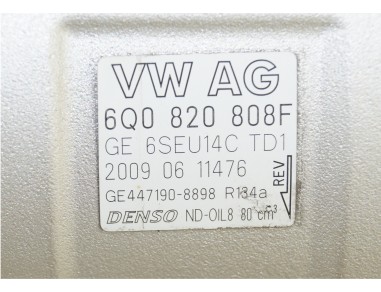 VW AG
6Q0 820 808F
GE 6SEU14C TD1
2009 06 11476
REV
GE447190-8898 R134a
DENSO ND-OIL8 80 cm³